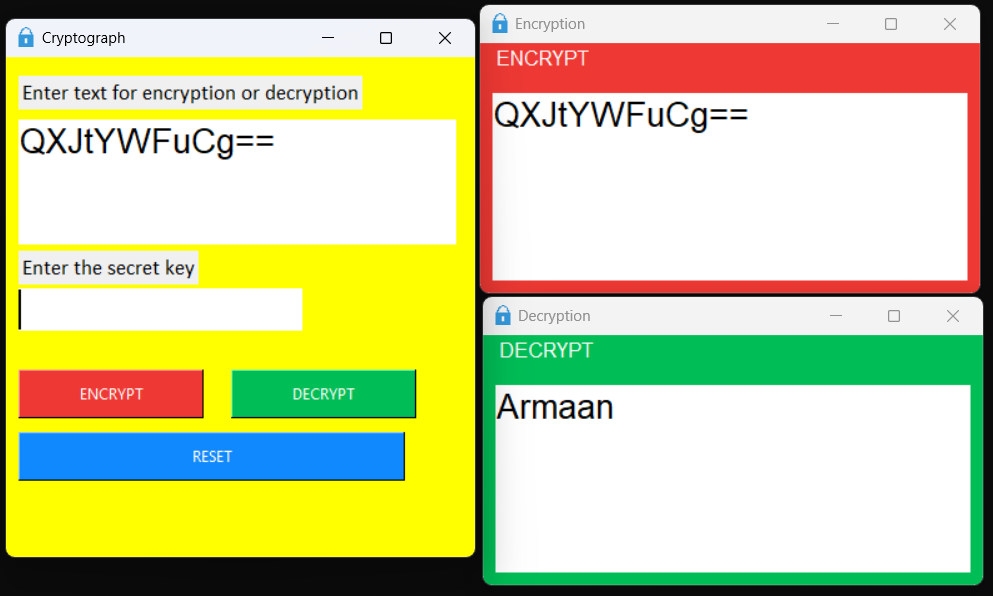 Cryptograph
Enter text for encryption or decryption
QXJtYWFuCg==
Enter the secret key
ENCRYPT
DECRYPT
RESET
Encryption
ENCRYPT
QXJtYWFuCg==
Decryption
DECRYPT
Armaan